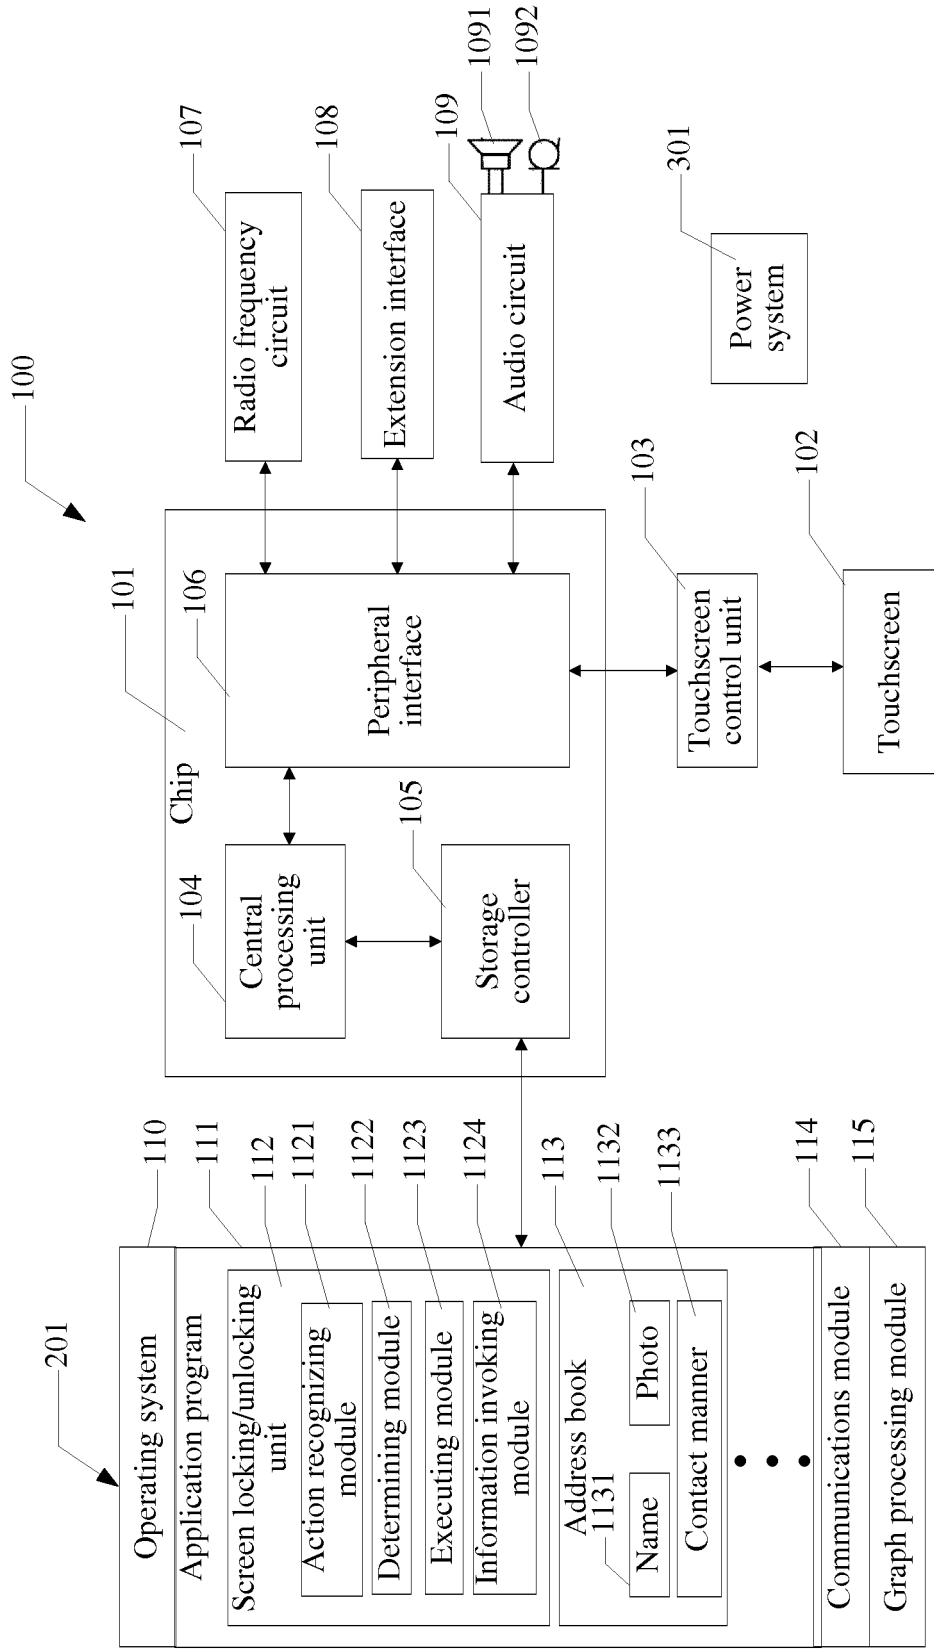 100
201
Operating system
110
Application program
111
Screen locking/unlocking
unit
112
Action recognizing
module
1121
Determining module
1122
Executing module
1123
Information invoking
module
1124
Address book
113
1131
Name
Photo
1132
Contact manner
1133
Communications module
114
Graph processing module
115
Chip
101
Central
processing
unit
104
Storage
controller
105
Peripheral
interface
106
Radio frequency
circuit
107
Extension interface
108
Audio circuit
109
1091
1092
Touchscreen
control unit
103
Touchscreen
102
Power
system
301